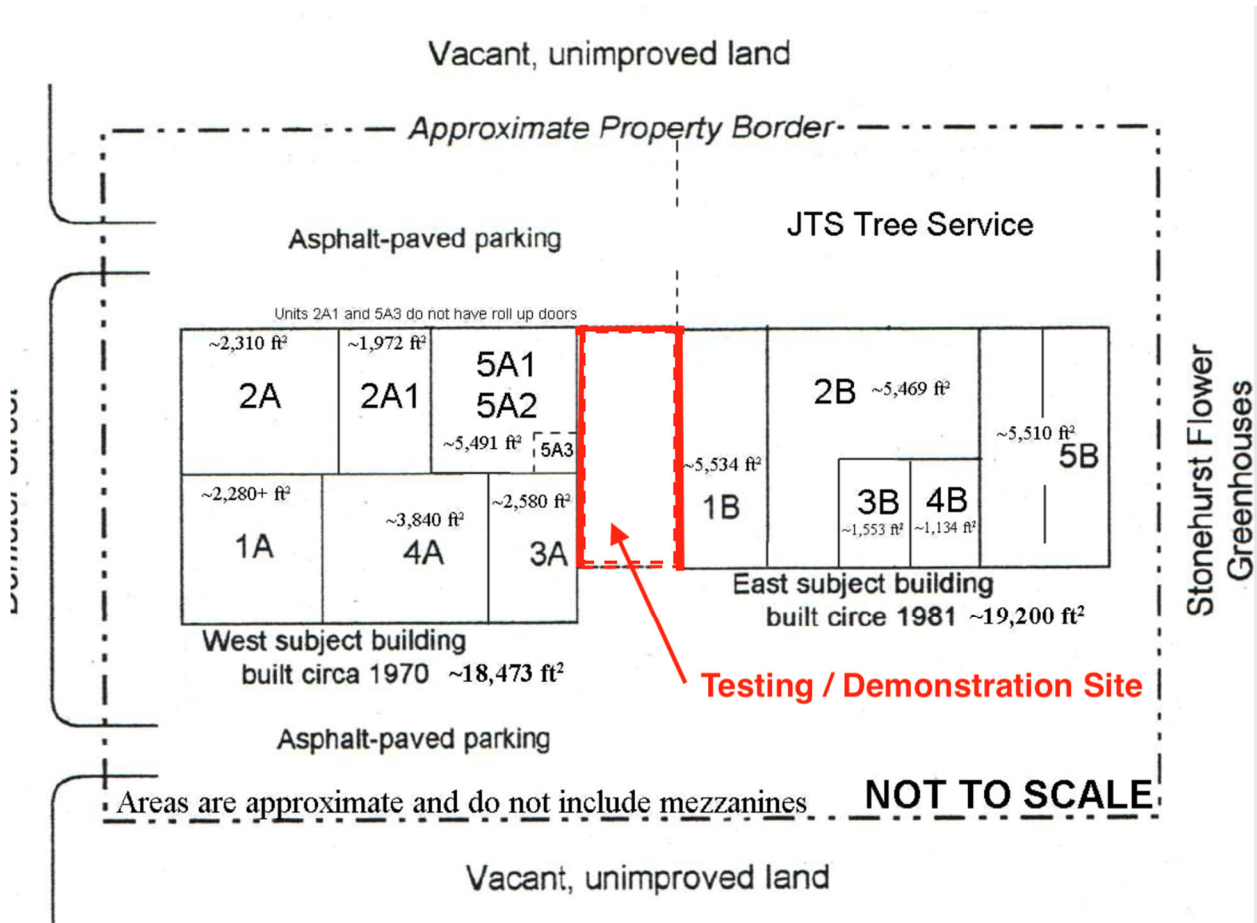 Vacant, unimproved land
Approximate Property Border
JTS Tree Service
Asphalt-paved parking
Units 2A1 and 5A3 do not have roll up doors
~2,310 ft²
2A
~1,972 ft²
2A1
5A1
5A2
~5,491 ft²
5A3
2B ~5,469 ft²
~5,510 ft²
5B
~5,534 ft²
1B
3B
~1,553 ft²
4B
~1,134 ft²
~2,280+ ft²
1A
~3,840 ft²
4A
~2,580 ft²
3A
Stonehurst Flower
Greenhouses
East subject building
built circe 1981 ~19,200 ft²
West subject building
built circa 1970 ~18,473 ft²
Testing / Demonstration Site
Asphalt-paved parking
Areas are approximate and do not include mezzanines
NOT TO SCALE
Vacant, unimproved land